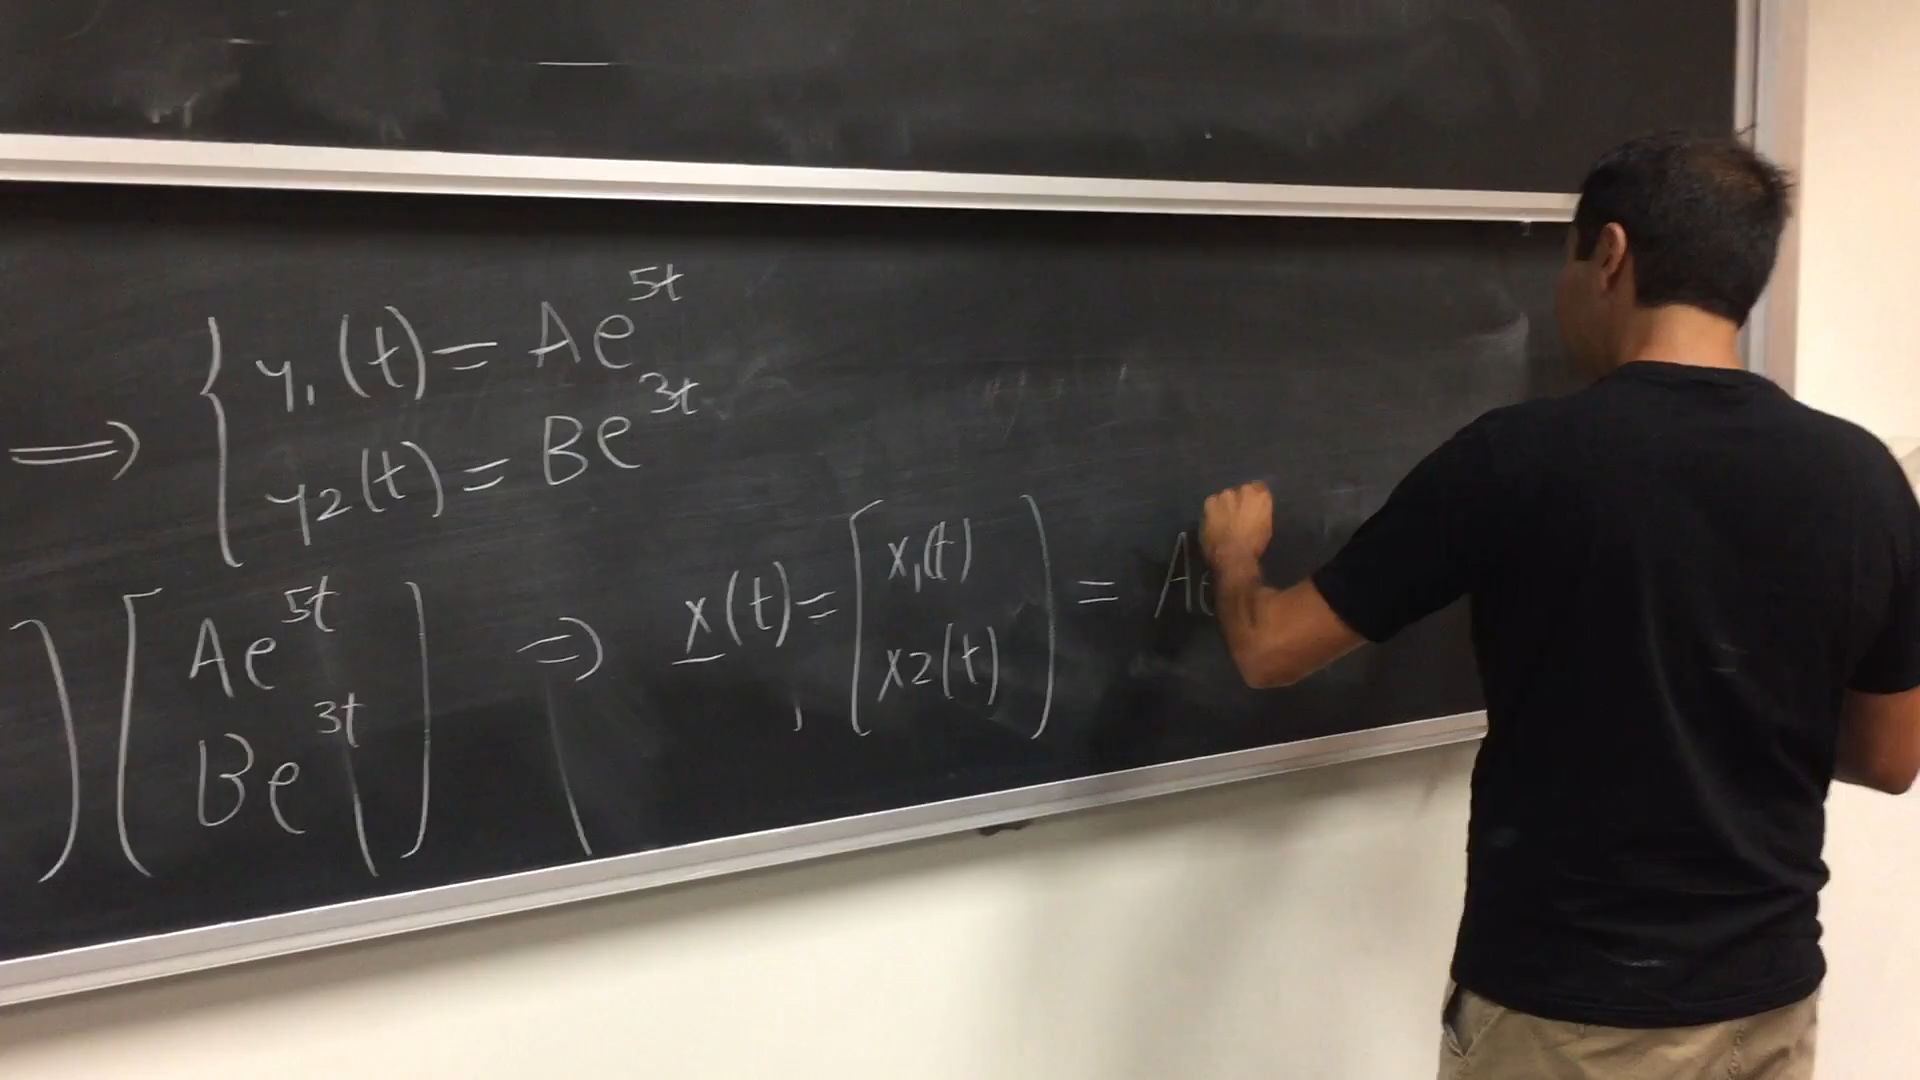 ⟹ { y₁(t) = Ae^{5t}
y₂(t) = Be^{3t}
] [ Ae^{5t}
Be^{3t} ] ⇒ x(t) = [ x₁(t)
x₂(t) ] = Ae